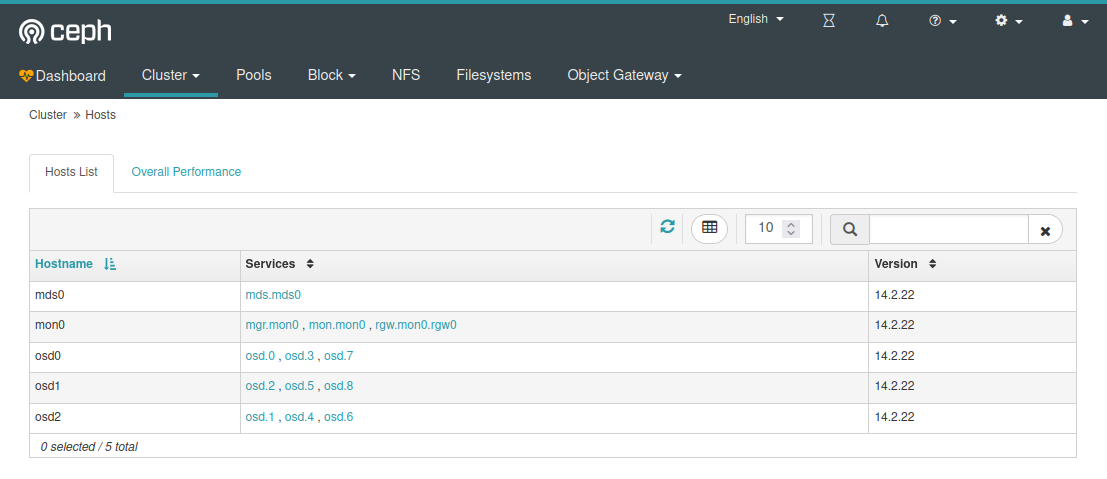 ceph
English
Dashboard Cluster Pools Block NFS Filesystems Object Gateway
Cluster » Hosts
Hosts List Overall Performance
10
Hostname Services Version
mds0 mds.mds0 14.2.22
mon0 mgr.mon0 , mon.mon0 , rgw.mon0.rgw0 14.2.22
osd0 osd.0 , osd.3 , osd.7 14.2.22
osd1 osd.2 , osd.5 , osd.8 14.2.22
osd2 osd.1 , osd.4 , osd.6 14.2.22
0 selected / 5 total